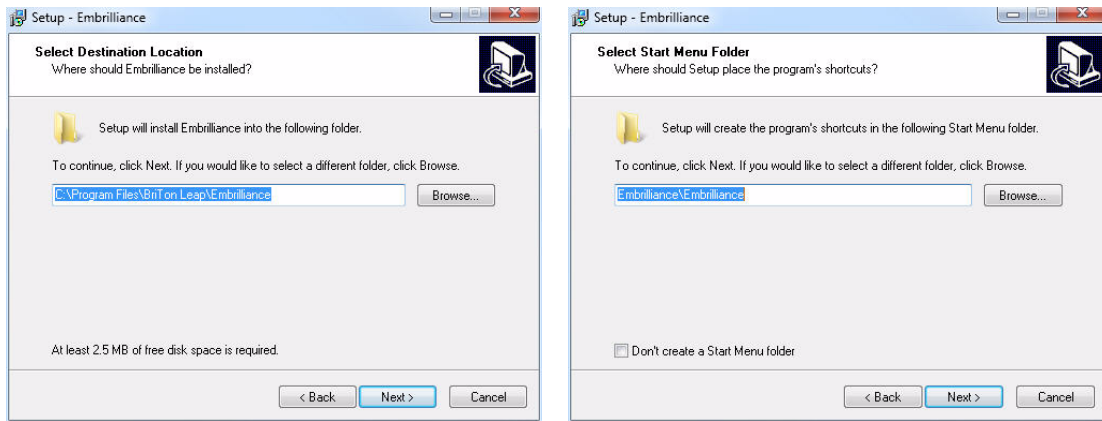 Setup - Embrilliance
Select Destination Location
Where should Embrilliance be installed?
Setup will install Embrilliance into the following folder.
To continue, click Next. If you would like to select a different folder, click Browse.
C:\Program Files\BriTon Leap\Embrilliance
Browse...
At least 2.5 MB of free disk space is required.
< Back
Next >
Cancel
Setup - Embrilliance
Select Start Menu Folder
Where should Setup place the program's shortcuts?
Setup will create the program's shortcuts in the following Start Menu folder.
To continue, click Next. If you would like to select a different folder, click Browse.
Embrilliance\Embrilliance
Browse...
Don't create a Start Menu folder
< Back
Next >
Cancel